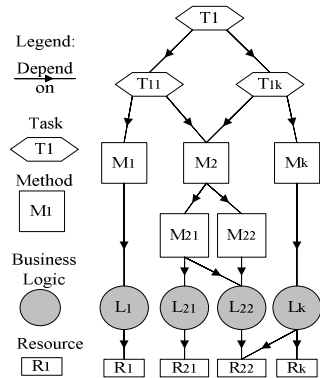 Legend:
Depend
on
Task
T1
Method
M1
Business
Logic
Resource
R1
T1
T11 T1k
M1 M2 Mk
M21 M22
L1 L21 L22 Lk
R1 R21 R22 Rk